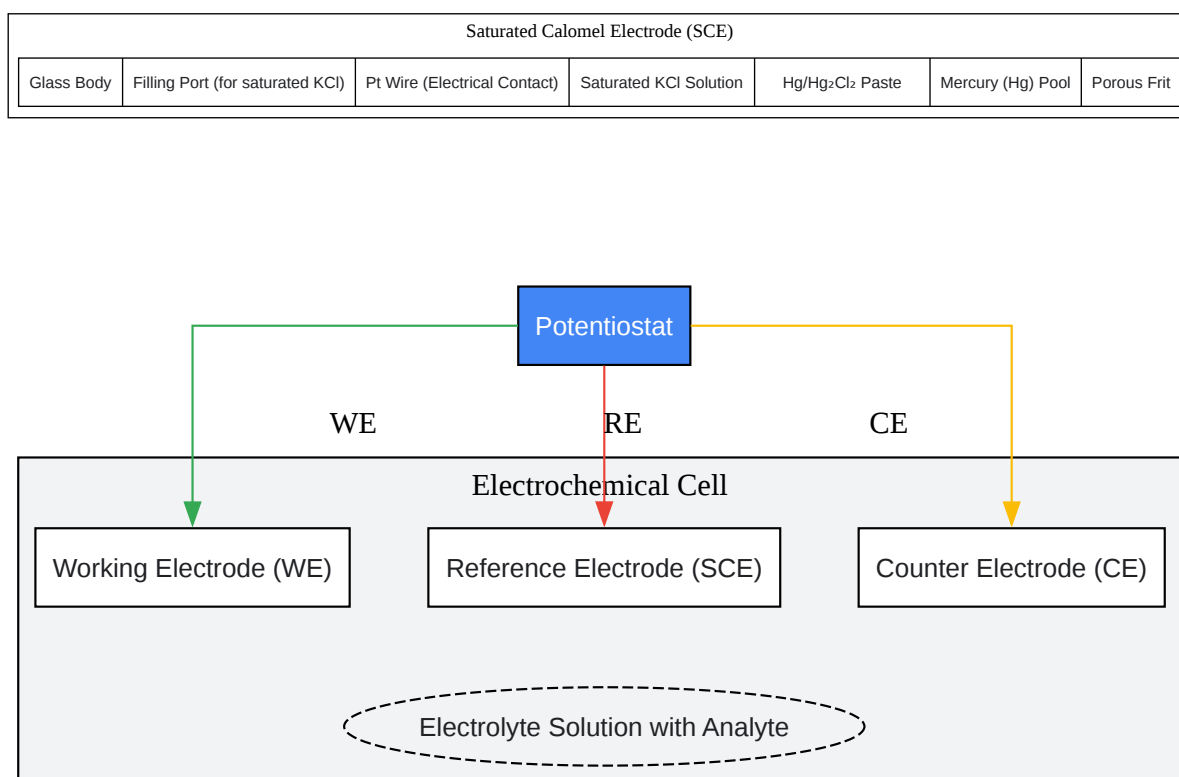 Saturated Calomel Electrode (SCE)
Glass Body
Filling Port (for saturated KCl)
Pt Wire (Electrical Contact)
Saturated KCl Solution
Hg/Hg₂Cl₂ Paste
Mercury (Hg) Pool
Porous Frit
Potentiostat
WE
RE
CE
Electrochemical Cell
Working Electrode (WE)
Reference Electrode (SCE)
Counter Electrode (CE)
Electrolyte Solution with Analyte